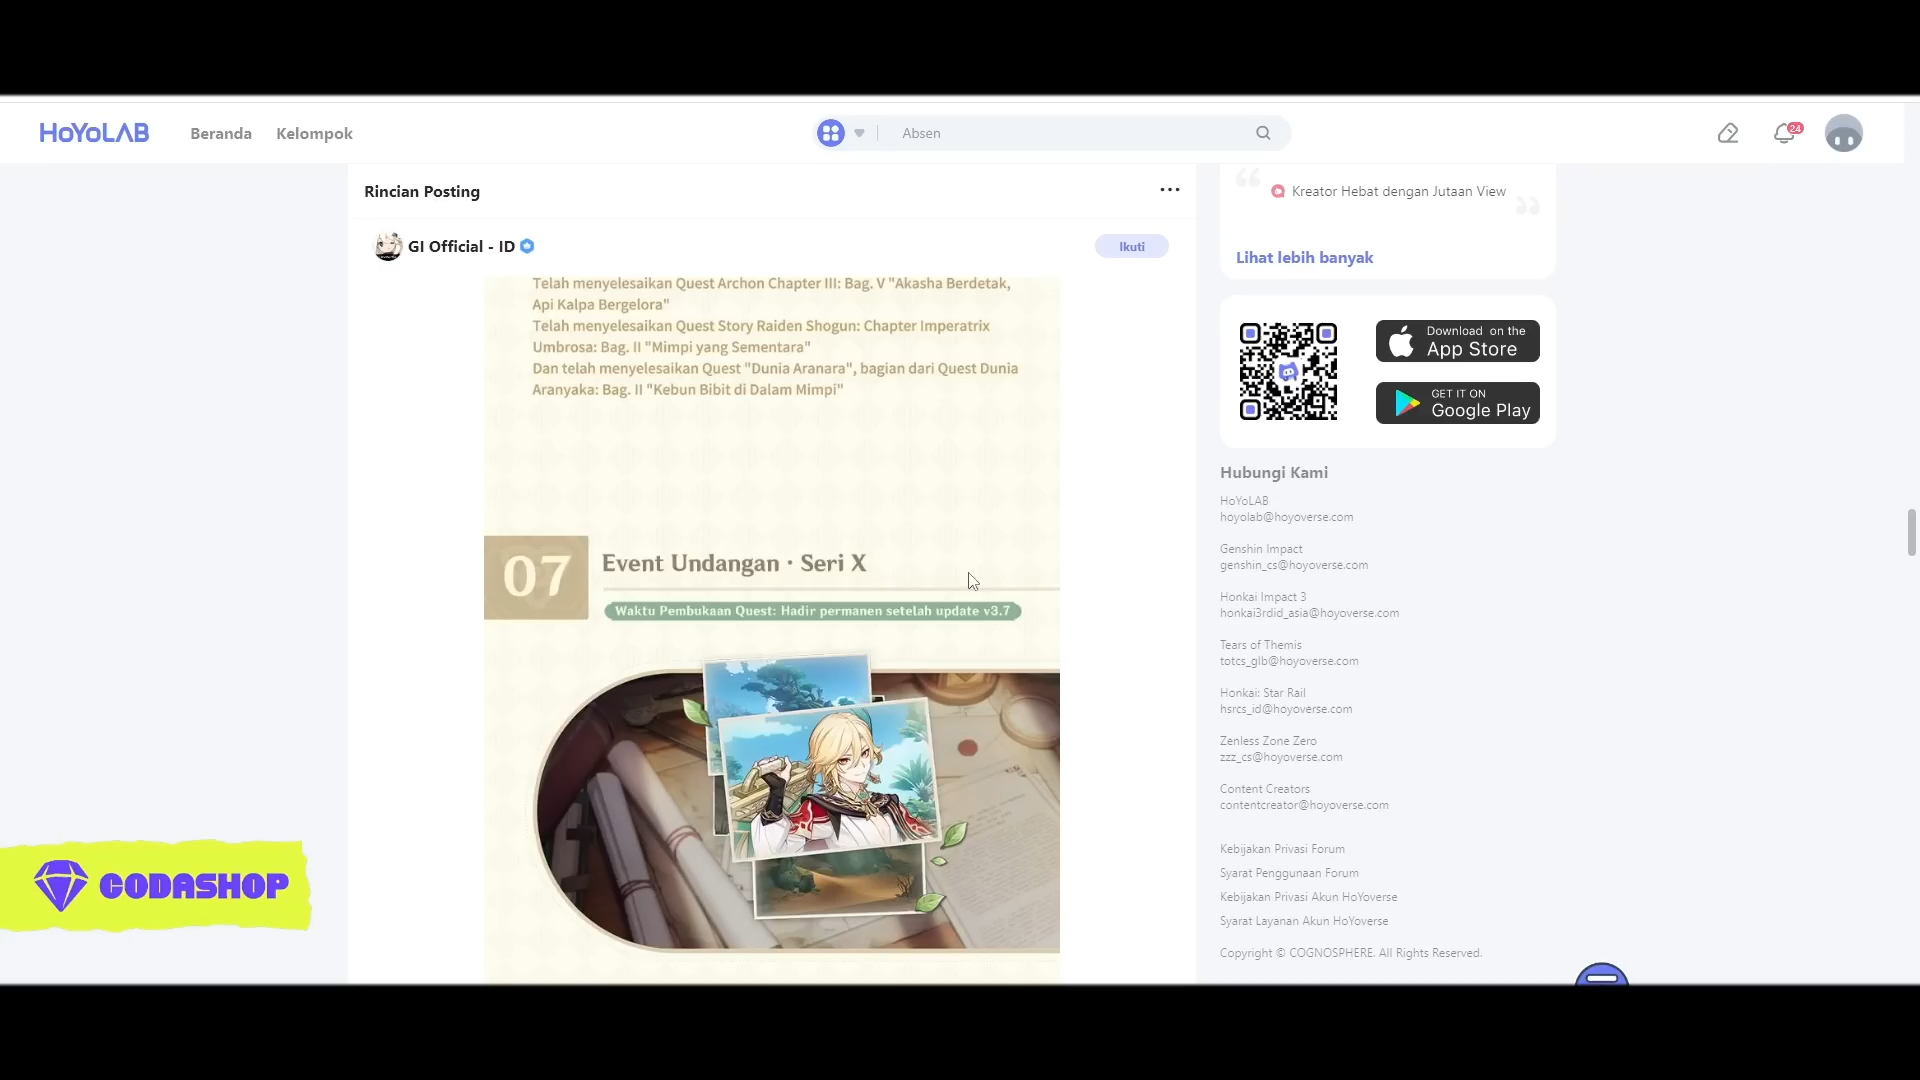 HoYoLAB
Beranda
Kelompok
Absen
24
Rincian Posting
GI Official - ID
Ikuti
Telah menyelesaikan Quest Archon Chapter III: Bag. V "Akasha Berdetak,
Api Kalpa Bergelora"
Telah menyelesaikan Quest Story Raiden Shogun: Chapter Imperatrix
Umbrosa: Bag. II "Mimpi yang Sementara"
Dan telah menyelesaikan Quest "Dunia Aranara", bagian dari Quest Dunia
Aranyaka: Bag. II "Kebun Bibit di Dalam Mimpi"
07
Event Undangan · Seri X
Waktu Pembukaan Quest: Hadir permanen setelah update v3.7
CODASHOP
Kreator Hebat dengan Jutaan View
Lihat lebih banyak
Download on the
App Store
GET IT ON
Google Play
Hubungi Kami
HoYoLAB
hoyolab@hoyoverse.com
Genshin Impact
genshin_cs@hoyoverse.com
Honkai Impact 3
honkai3rdid_asia@hoyoverse.com
Tears of Themis
totcs_glb@hoyoverse.com
Honkai: Star Rail
hsrcs_id@hoyoverse.com
Zenless Zone Zero
zzz_cs@hoyoverse.com
Content Creators
contentcreator@hoyoverse.com
Kebijakan Privasi Forum
Syarat Penggunaan Forum
Kebijakan Privasi Akun HoYoverse
Syarat Layanan Akun HoYoverse
Copyright © COGNOSPHERE. All Rights Reserved.